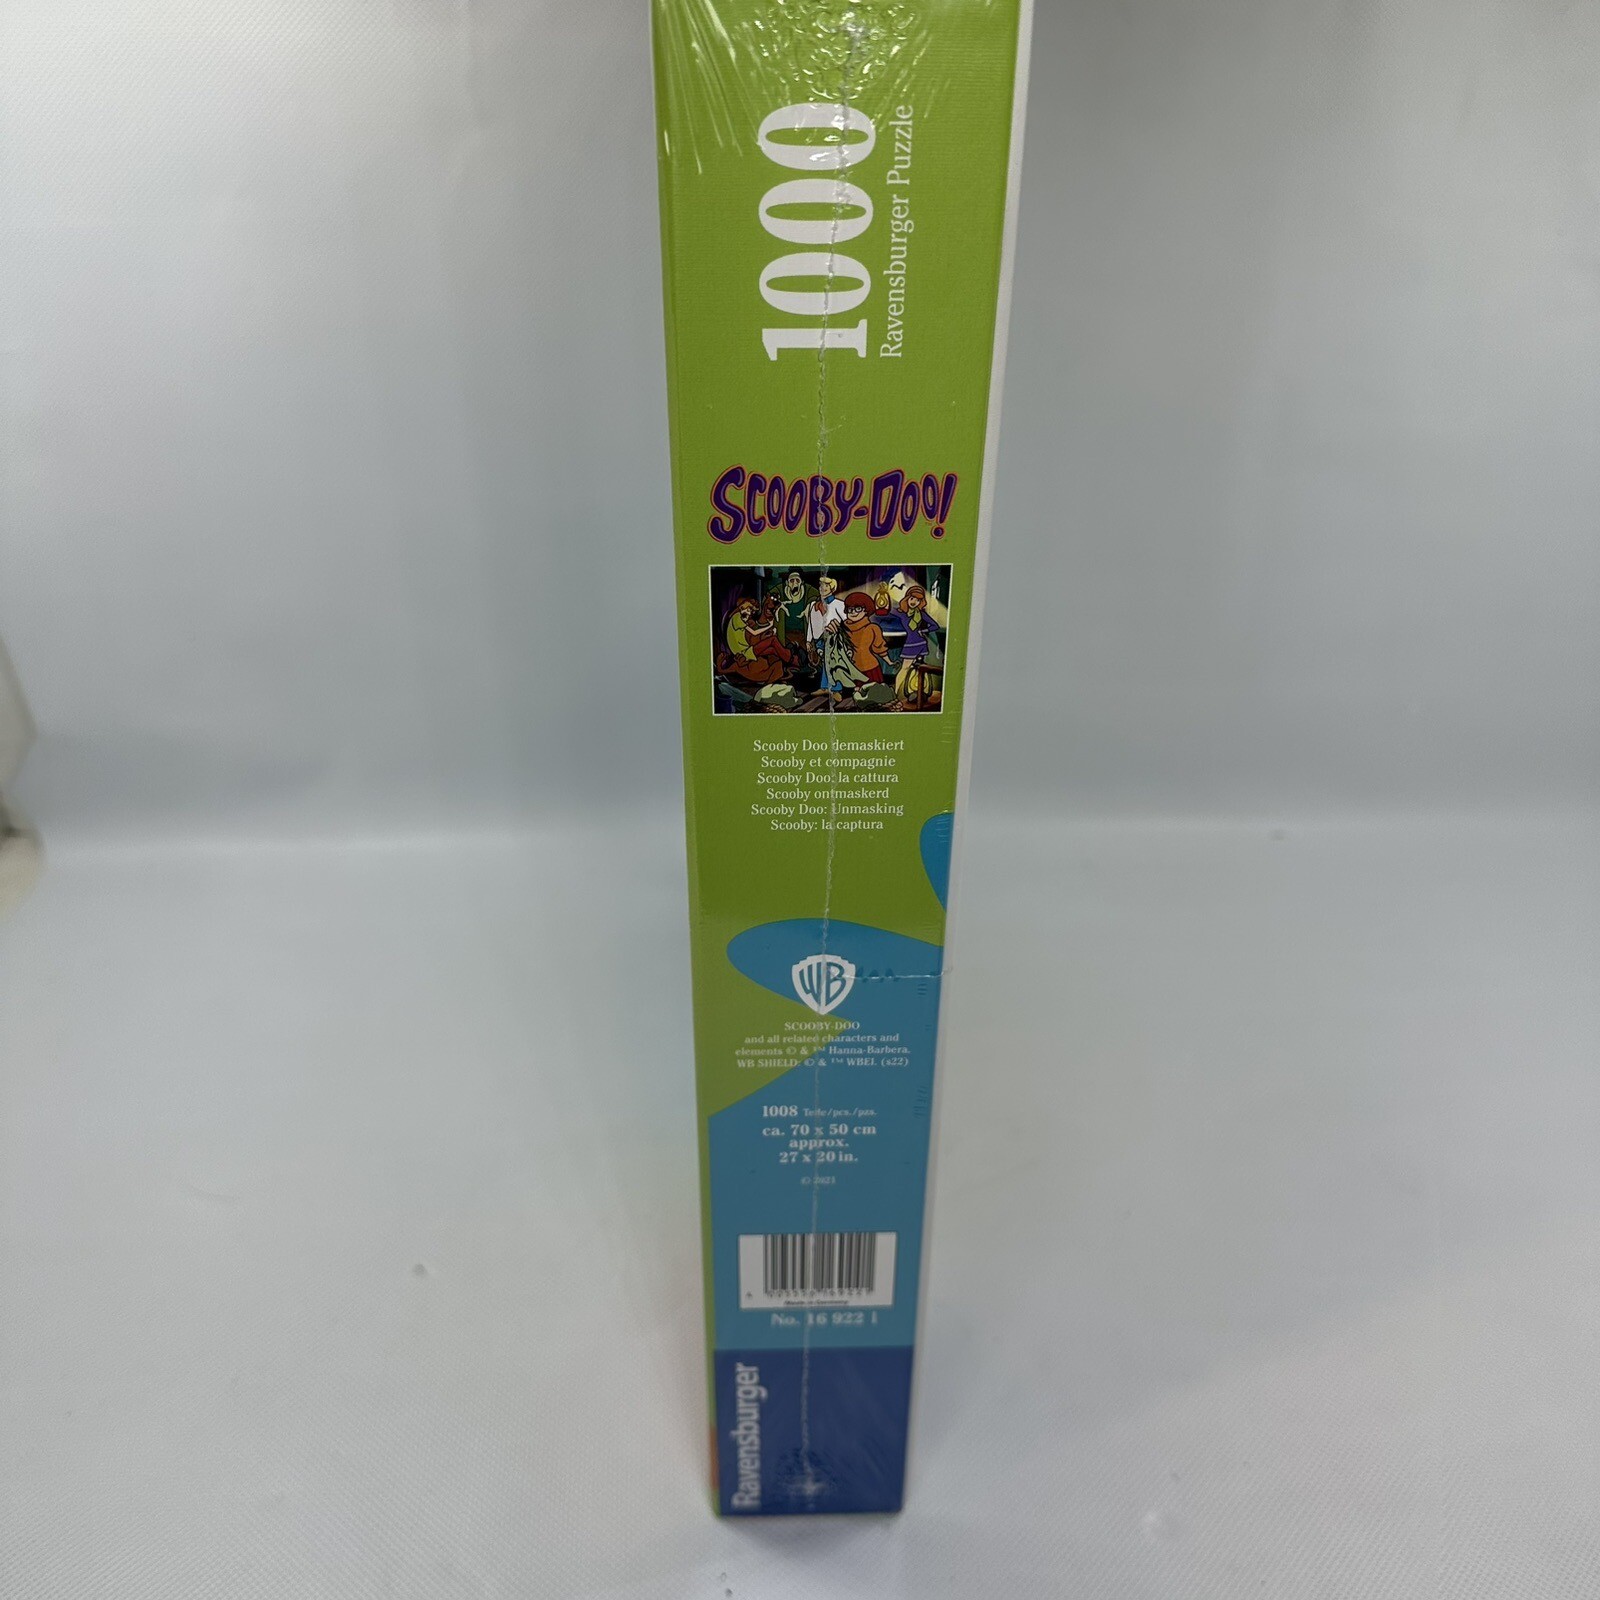 1000
Ravensburger Puzzle
SCOOBY-DOO!
Scooby Doo demaskiert
Scooby et compagnie
Scooby Doo: la cattura
Scooby ontmaskerd
Scooby Doo: Unmasking
Scooby: la captura
WB
SCOOBY-DOO
and all related characters and
elements © & ™ Hanna-Barbera.
WB SHIELD: © & ™ WBEI. (s22)
1008 Teile/pcs./pzs.
ca. 70 x 50 cm
approx.
27 x 20 in.
© 2021
Made in Germany
No. 16 922 1
Ravensburger